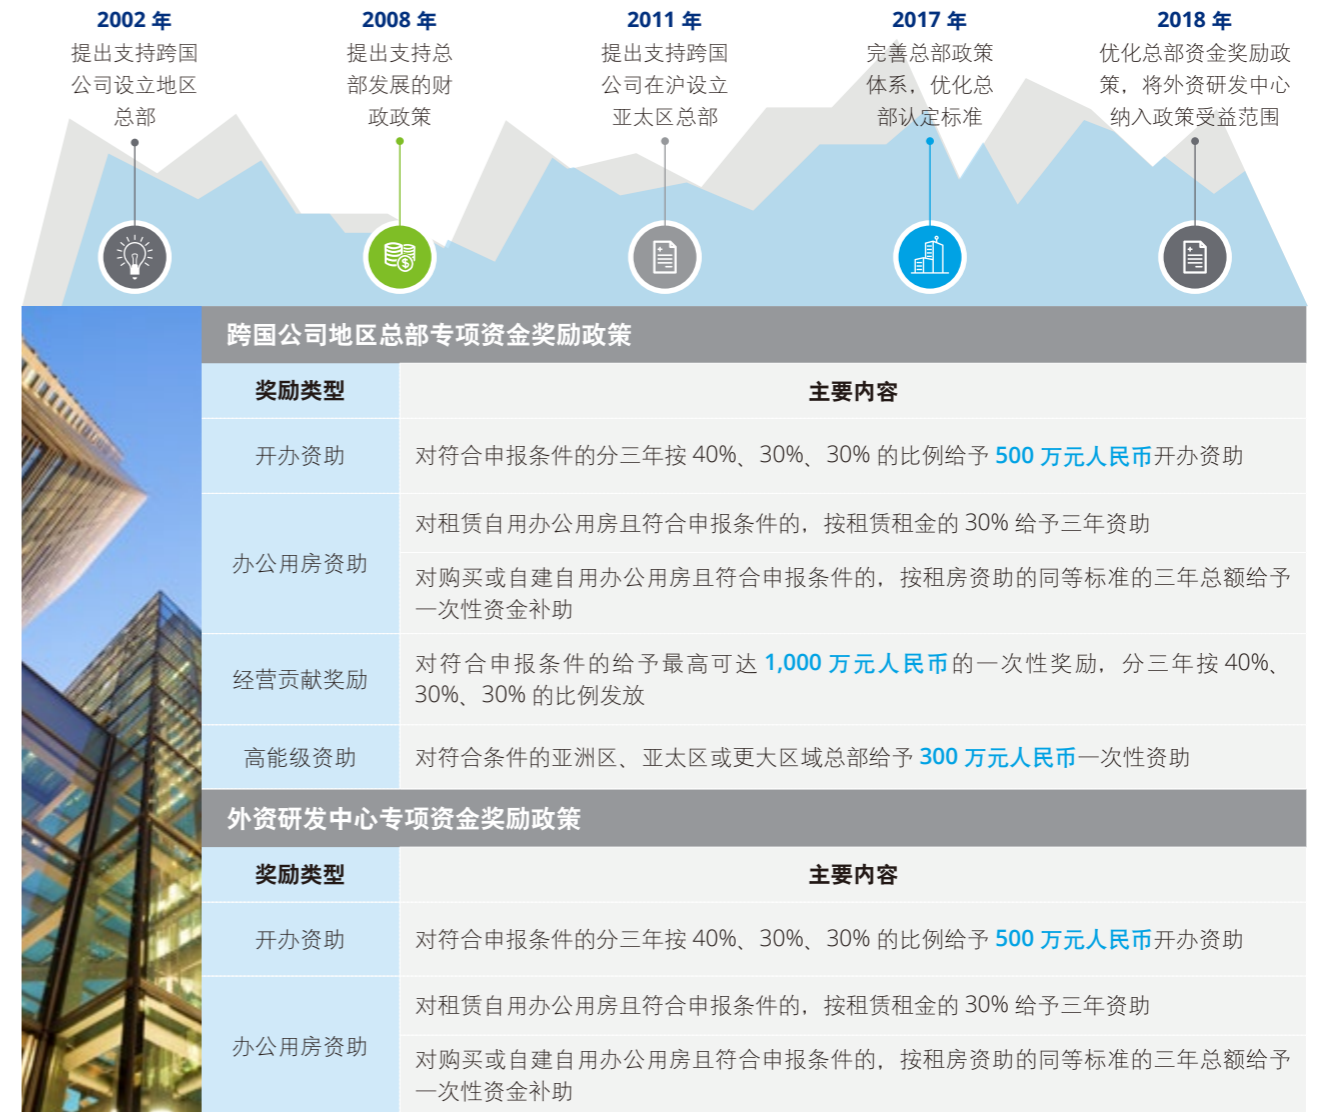 2002 年
提出支持跨国
公司设立地区
总部
2008 年
提出支持总
部发展的财
政政策
2011 年
提出支持跨国
公司在沪设立
亚太区总部
2017 年
完善总部政策
体系，优化总
部认定标准
2018 年
优化总部资金奖励政
策，将外资研发中心
纳入政策受益范围
跨国公司地区总部专项资金奖励政策
奖励类型
主要内容
开办资助
对符合申报条件的分三年按 40%、30%、30% 的比例给予 500 万元人民币开办资助
办公用房资助
对租赁自用办公用房且符合申报条件的，按租赁租金的 30% 给予三年资助
对购买或自建自用办公用房且符合申报条件的，按租房资助的同等标准的三年总额给予
一次性资金补助
经营贡献奖励
对符合申报条件的给予最高可达 1,000 万元人民币的一次性奖励，分三年按 40%、
30%、30% 的比例发放
高能级资助
对符合条件的亚洲区、亚太区或更大区域总部给予 300 万元人民币一次性资助
外资研发中心专项资金奖励政策
奖励类型
主要内容
开办资助
对符合申报条件的分三年按 40%、30%、30% 的比例给予 500 万元人民币开办资助
办公用房资助
对租赁自用办公用房且符合申报条件的，按租赁租金的 30% 给予三年资助
对购买或自建自用办公用房且符合申报条件的，按租房资助的同等标准的三年总额给予
一次性资金补助